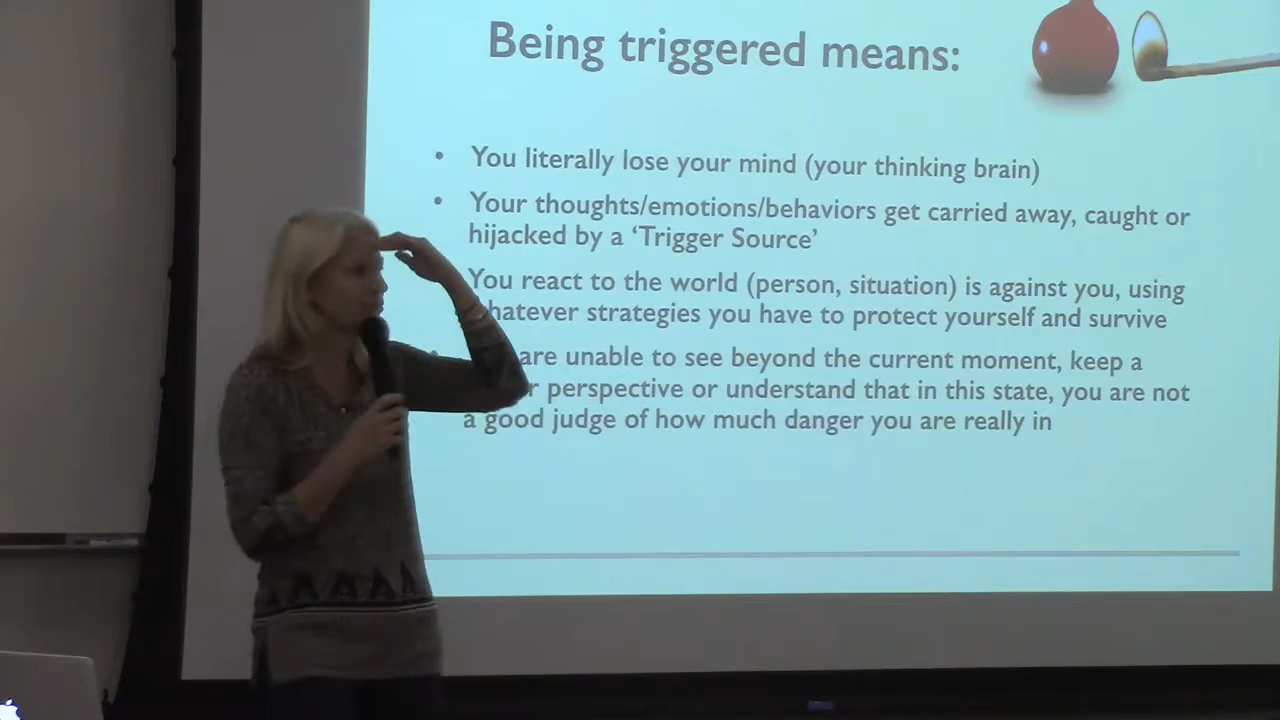 Being triggered means:
• You literally lose your mind (your thinking brain)
• Your thoughts/emotions/behaviors get carried away, caught or
hijacked by a ‘Trigger Source’
You react to the world (person, situation) is against you, using
whatever strategies you have to protect yourself and survive
are unable to see beyond the current moment, keep a
perspective or understand that in this state, you are not
a good judge of how much danger you are really in